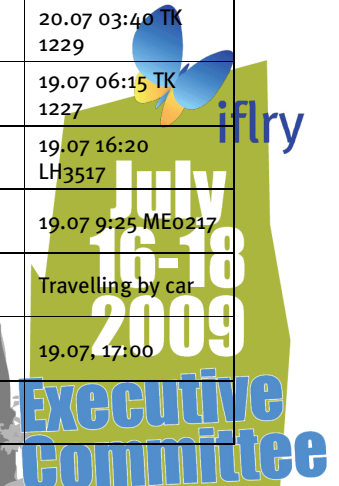 20.07 03:40 TK
1229
19.07 06:15 TK
1227
iflry
19.07 16:20
LH3517
July
19.07 9:25 ME0217
16-18
Travelling by car
2009
19.07, 17:00
Executive
Committee